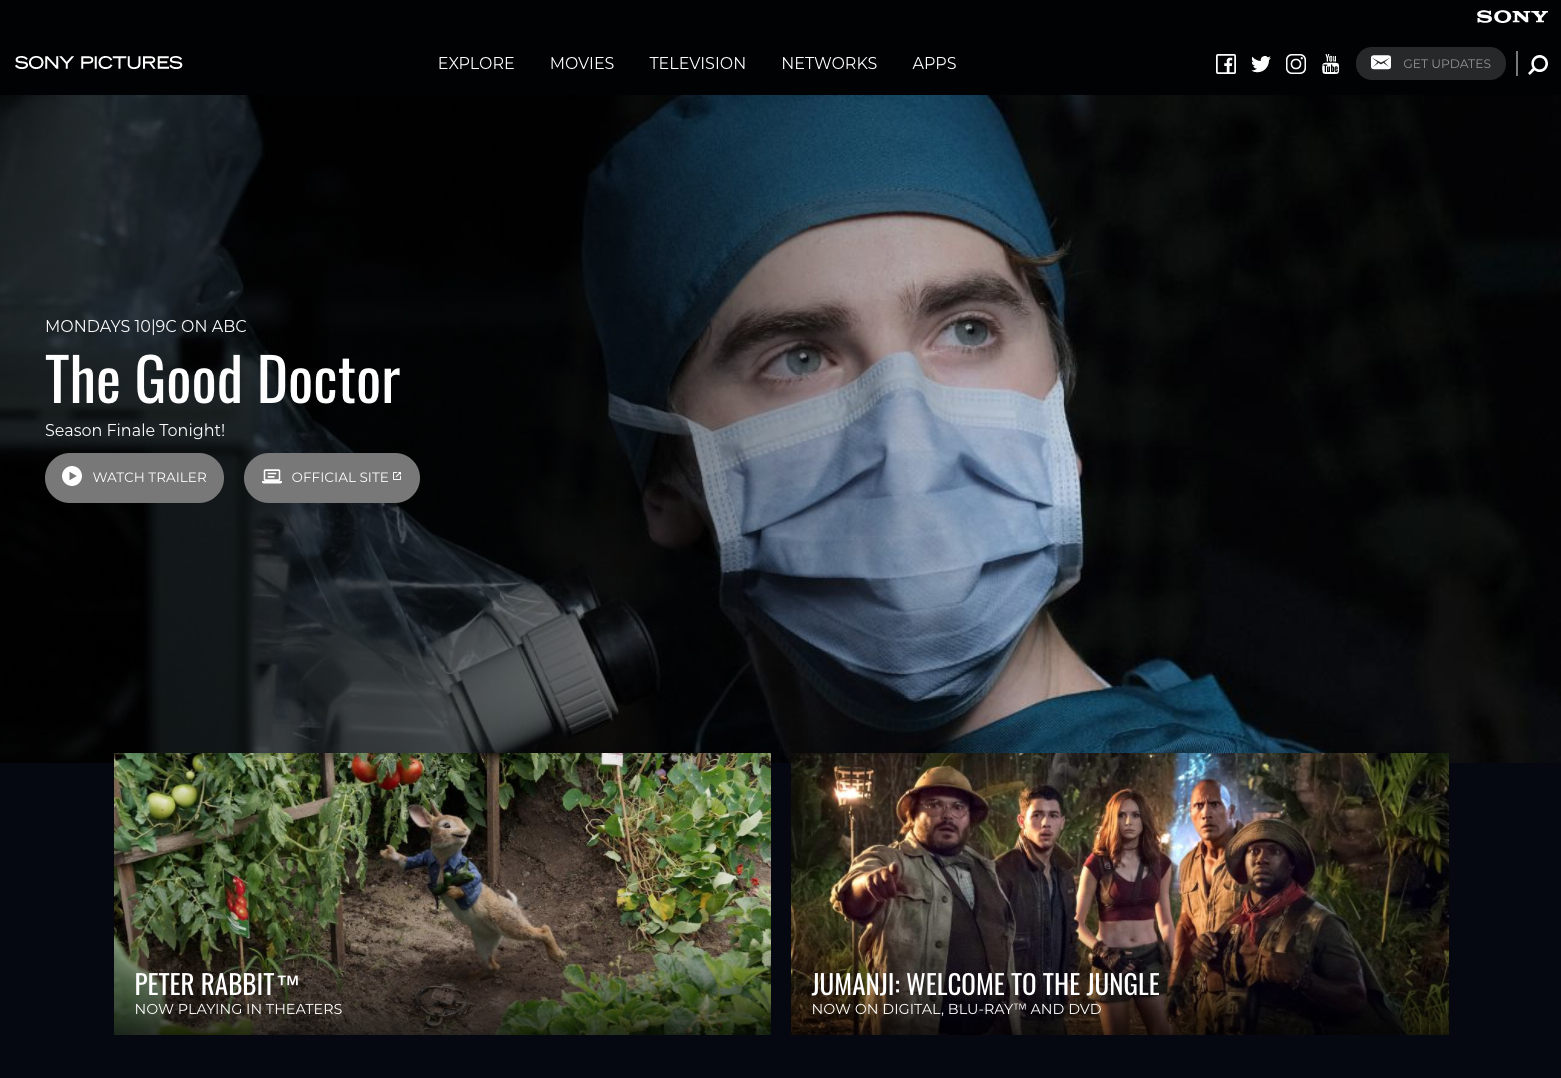 SONY
SONY PICTURES
EXPLORE
MOVIES
TELEVISION
NETWORKS
APPS
You Tube
GET UPDATES
MONDAYS 10|9C ON ABC
The Good Doctor
Season Finale Tonight!
WATCH TRAILER
OFFICIAL SITE
PETER RABBIT™
NOW PLAYING IN THEATERS
JUMANJI: WELCOME TO THE JUNGLE
NOW ON DIGITAL, BLU-RAY™ AND DVD